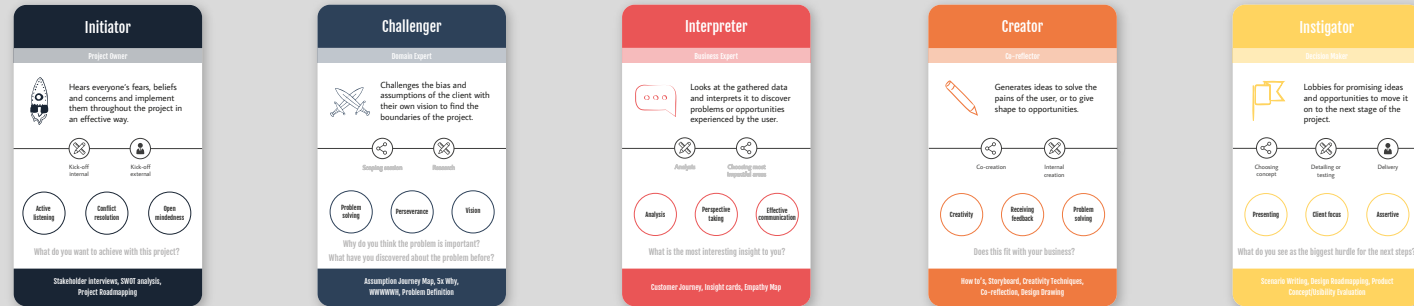 Initiator
Project Owner
Hears everyone's fears, beliefs
and concerns and implement
them throughout the project in
an effective way.
Kick-off
internal
Kick-off
external
Active
listening
Conflict
resolution
Open
mindedness
What do you want to achieve with this project?
Stakeholder interviews, SWOT analysis,
Project Roadmapping
Challenger
Domain Expert
Challenges the bias and
assumptions of the client with
their own vision to find the
boundaries of the project.
Scoping session
Research
Problem
solving
Perseverance
Vision
Why do you think the problem is important?
What have you discovered about the problem before?
Assumption Journey Map, 5x Why,
WWWWWH, Problem Definition
Interpreter
Business Expert
Looks at the gathered data
and interprets it to discover
problems or opportunities
experienced by the user.
Analysis
Choosing most
impactful areas
Analysis
Perspective
taking
Effective
communication
What is the most interesting insight to you?
Customer Journey, Insight cards, Empathy Map
Creator
Co-reflector
Generates ideas to solve the
pains of the user, or to give
shape to opportunities.
Co-creation
Internal
creation
Creativity
Receiving
feedback
Problem
solving
Does this fit with your business?
How to's, Storyboard, Creativity Techniques,
Co-reflection, Design Drawing
Instigator
Decision Maker
Lobbies for promising ideas
and opportunities to move it
on to the next stage of the
project.
Choosing
concept
Detailing or
testing
Delivery
Presenting
Client focus
Assertive
What do you see as the biggest hurdle for the next steps?
Scenario Writing, Design Roadmapping, Product
Concept/Usibility Evaluation